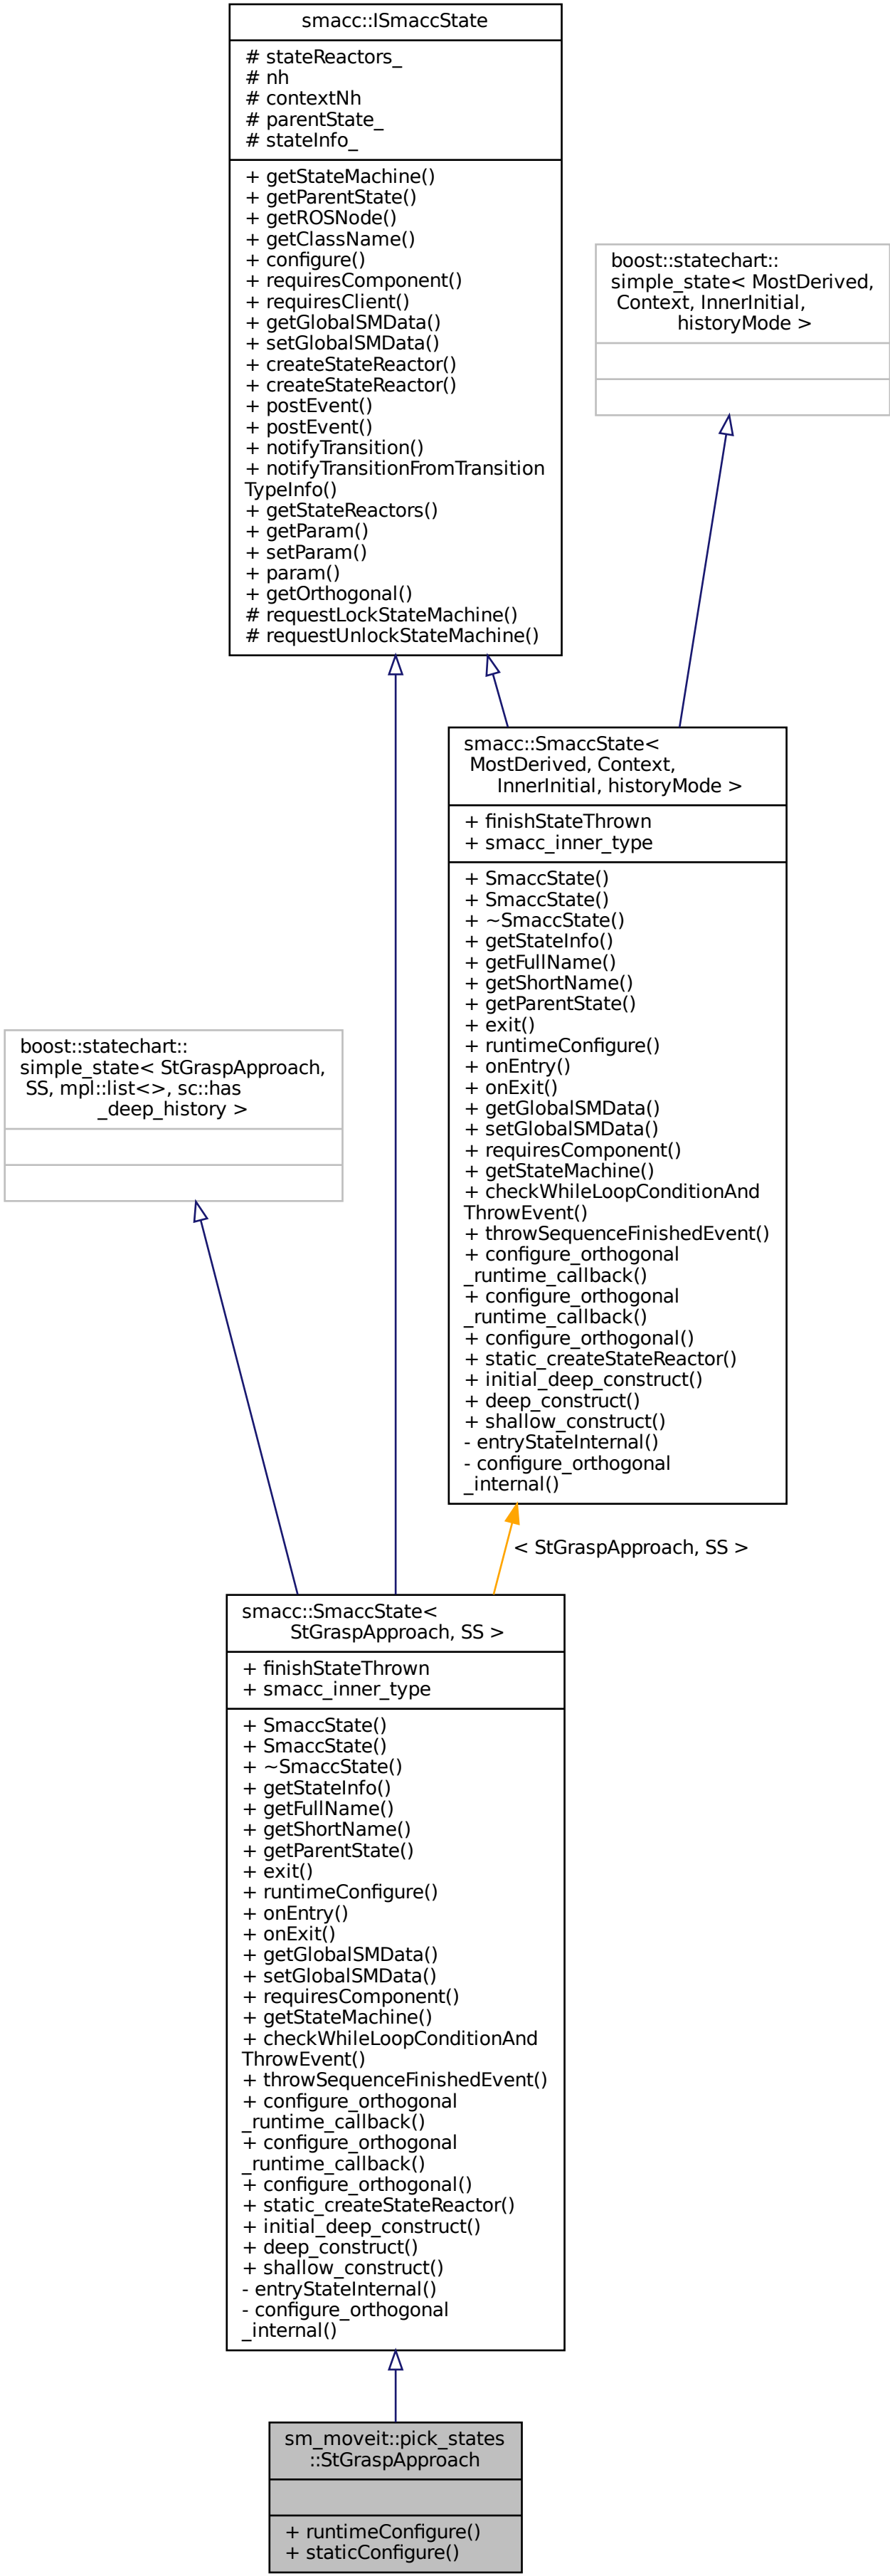 smacc::ISmaccState
# stateReactors_
# nh
# contextNh
# parentState_
# stateInfo_
+ getStateMachine()
+ getParentState()
+ getROSNode()
+ getClassName()
+ configure()
+ requiresComponent()
+ requiresClient()
+ getGlobalSMData()
+ setGlobalSMData()
+ createStateReactor()
+ createStateReactor()
+ postEvent()
+ postEvent()
+ notifyTransition()
+ notifyTransitionFromTransition
TypeInfo()
+ getStateReactors()
+ getParam()
+ setParam()
+ param()
+ getOrthogonal()
# requestLockStateMachine()
# requestUnlockStateMachine()
boost::statechart::
simple_state< MostDerived,
Context, InnerInitial,
historyMode >
smacc::SmaccState<
MostDerived, Context,
InnerInitial, historyMode >
+ finishStateThrown
+ smacc_inner_type
+ SmaccState()
+ SmaccState()
+ ~SmaccState()
+ getStateInfo()
+ getFullName()
+ getShortName()
+ getParentState()
+ exit()
+ runtimeConfigure()
+ onEntry()
+ onExit()
+ getGlobalSMData()
+ setGlobalSMData()
+ requiresComponent()
+ getStateMachine()
+ checkWhileLoopConditionAnd
ThrowEvent()
+ throwSequenceFinishedEvent()
+ configure_orthogonal
_runtime_callback()
+ configure_orthogonal
_runtime_callback()
+ configure_orthogonal()
+ static_createStateReactor()
+ initial_deep_construct()
+ deep_construct()
+ shallow_construct()
- entryStateInternal()
- configure_orthogonal
_internal()
boost::statechart::
simple_state< StGraspApproach,
SS, mpl::list<>, sc::has
_deep_history >
< StGraspApproach, SS >
smacc::SmaccState<
StGraspApproach, SS >
+ finishStateThrown
+ smacc_inner_type
+ SmaccState()
+ SmaccState()
+ ~SmaccState()
+ getStateInfo()
+ getFullName()
+ getShortName()
+ getParentState()
+ exit()
+ runtimeConfigure()
+ onEntry()
+ onExit()
+ getGlobalSMData()
+ setGlobalSMData()
+ requiresComponent()
+ getStateMachine()
+ checkWhileLoopConditionAnd
ThrowEvent()
+ throwSequenceFinishedEvent()
+ configure_orthogonal
_runtime_callback()
+ configure_orthogonal
_runtime_callback()
+ configure_orthogonal()
+ static_createStateReactor()
+ initial_deep_construct()
+ deep_construct()
+ shallow_construct()
- entryStateInternal()
- configure_orthogonal
_internal()
sm_moveit::pick_states
::StGraspApproach
+ runtimeConfigure()
+ staticConfigure()